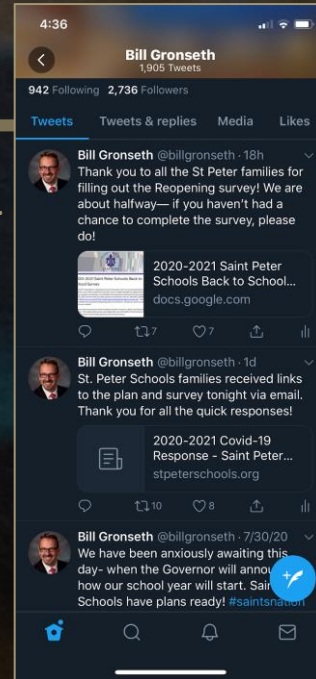 4:36
Bill Gronseth
1,905 Tweets
942 Following 2,736 Followers
Tweets Tweets & replies Media Likes
Bill Gronseth @billgronseth · 18h
Thank you to all the St Peter families for
filling out the Reopening survey! We are
about halfway— if you haven't had a
chance to complete the survey, please
do!
2020-2021 Saint Peter
Schools Back to School...
docs.google.com
7 7
Bill Gronseth @billgronseth · 1d
St. Peter Schools families received links
to the plan and survey tonight via email.
Thank you for all the quick responses!
2020-2021 Covid-19
Response - Saint Peter...
stpeterschools.org
10 8
Bill Gronseth @billgronseth · 7/30/20
We have been anxiously awaiting this
day- when the Governor will
how our school year will start.
Schools have plans ready! #saintsnation